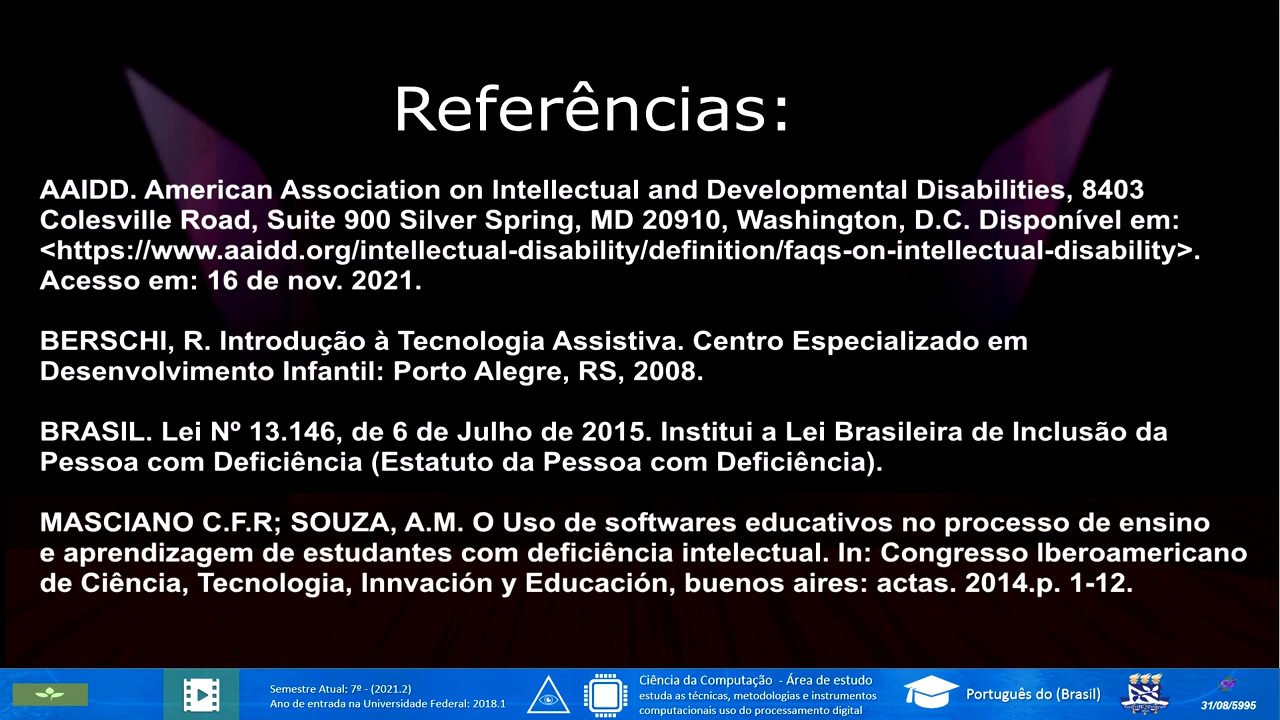 Referências:
AAIDD. American Association on Intellectual and Developmental Disabilities, 8403
Colesville Road, Suite 900 Silver Spring, MD 20910, Washington, D.C. Disponível em:
<https://www.aaidd.org/intellectual-disability/definition/faqs-on-intellectual-disability>.
Acesso em: 16 de nov. 2021.
BERSCHI, R. Introdução à Tecnologia Assistiva. Centro Especializado em
Desenvolvimento Infantil: Porto Alegre, RS, 2008.
BRASIL. Lei Nº 13.146, de 6 de Julho de 2015. Institui a Lei Brasileira de Inclusão da
Pessoa com Deficiência (Estatuto da Pessoa com Deficiência).
MASCIANO C.F.R; SOUZA, A.M. O Uso de softwares educativos no processo de ensino
e aprendizagem de estudantes com deficiência intelectual. In: Congresso Iberoamericano
de Ciência, Tecnologia, Innvación y Educación, buenos aires: actas. 2014.p. 1-12.
Semestre Atual: 7º - (2021.2)
Ano de entrada na Universidade Federal: 2018.1
Ciência da Computação - Área de estudo
estuda as técnicas, metodologias e instrumentos
computacionais uso do processamento digital
Português do (Brasil)
31/08/5995